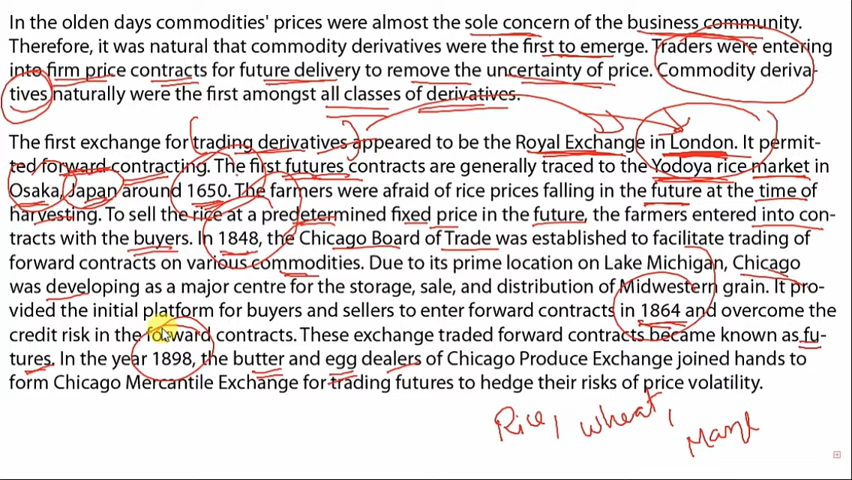 In the olden days commodities' prices were almost the sole concern of the business community.
Therefore, it was natural that commodity derivatives were the first to emerge. Traders were entering
into firm price contracts for future delivery to remove the uncertainty of price. Commodity deriva-
tives naturally were the first amongst all classes of derivatives.
The first exchange for trading derivatives appeared to be the Royal Exchange in London. It permit-
ted forward contracting. The first futures contracts are generally traced to the Yodoya rice market in
Osaka, Japan around 1650. The farmers were afraid of rice prices falling in the future at the time of
harvesting. To sell the rice at a predetermined fixed price in the future, the farmers entered into con-
tracts with the buyers. In 1848, the Chicago Board of Trade was established to facilitate trading of
forward contracts on various commodities. Due to its prime location on Lake Michigan, Chicago
was developing as a major centre for the storage, sale, and distribution of Midwestern grain. It pro-
vided the initial platform for buyers and sellers to enter forward contracts in 1864 and overcome the
credit risk in the forward contracts. These exchange traded forward contracts became known as fu-
tures. In the year 1898, the butter and egg dealers of Chicago Produce Exchange joined hands to
form Chicago Mercantile Exchange for trading futures to hedge their risks of price volatility.
Rice, wheat,